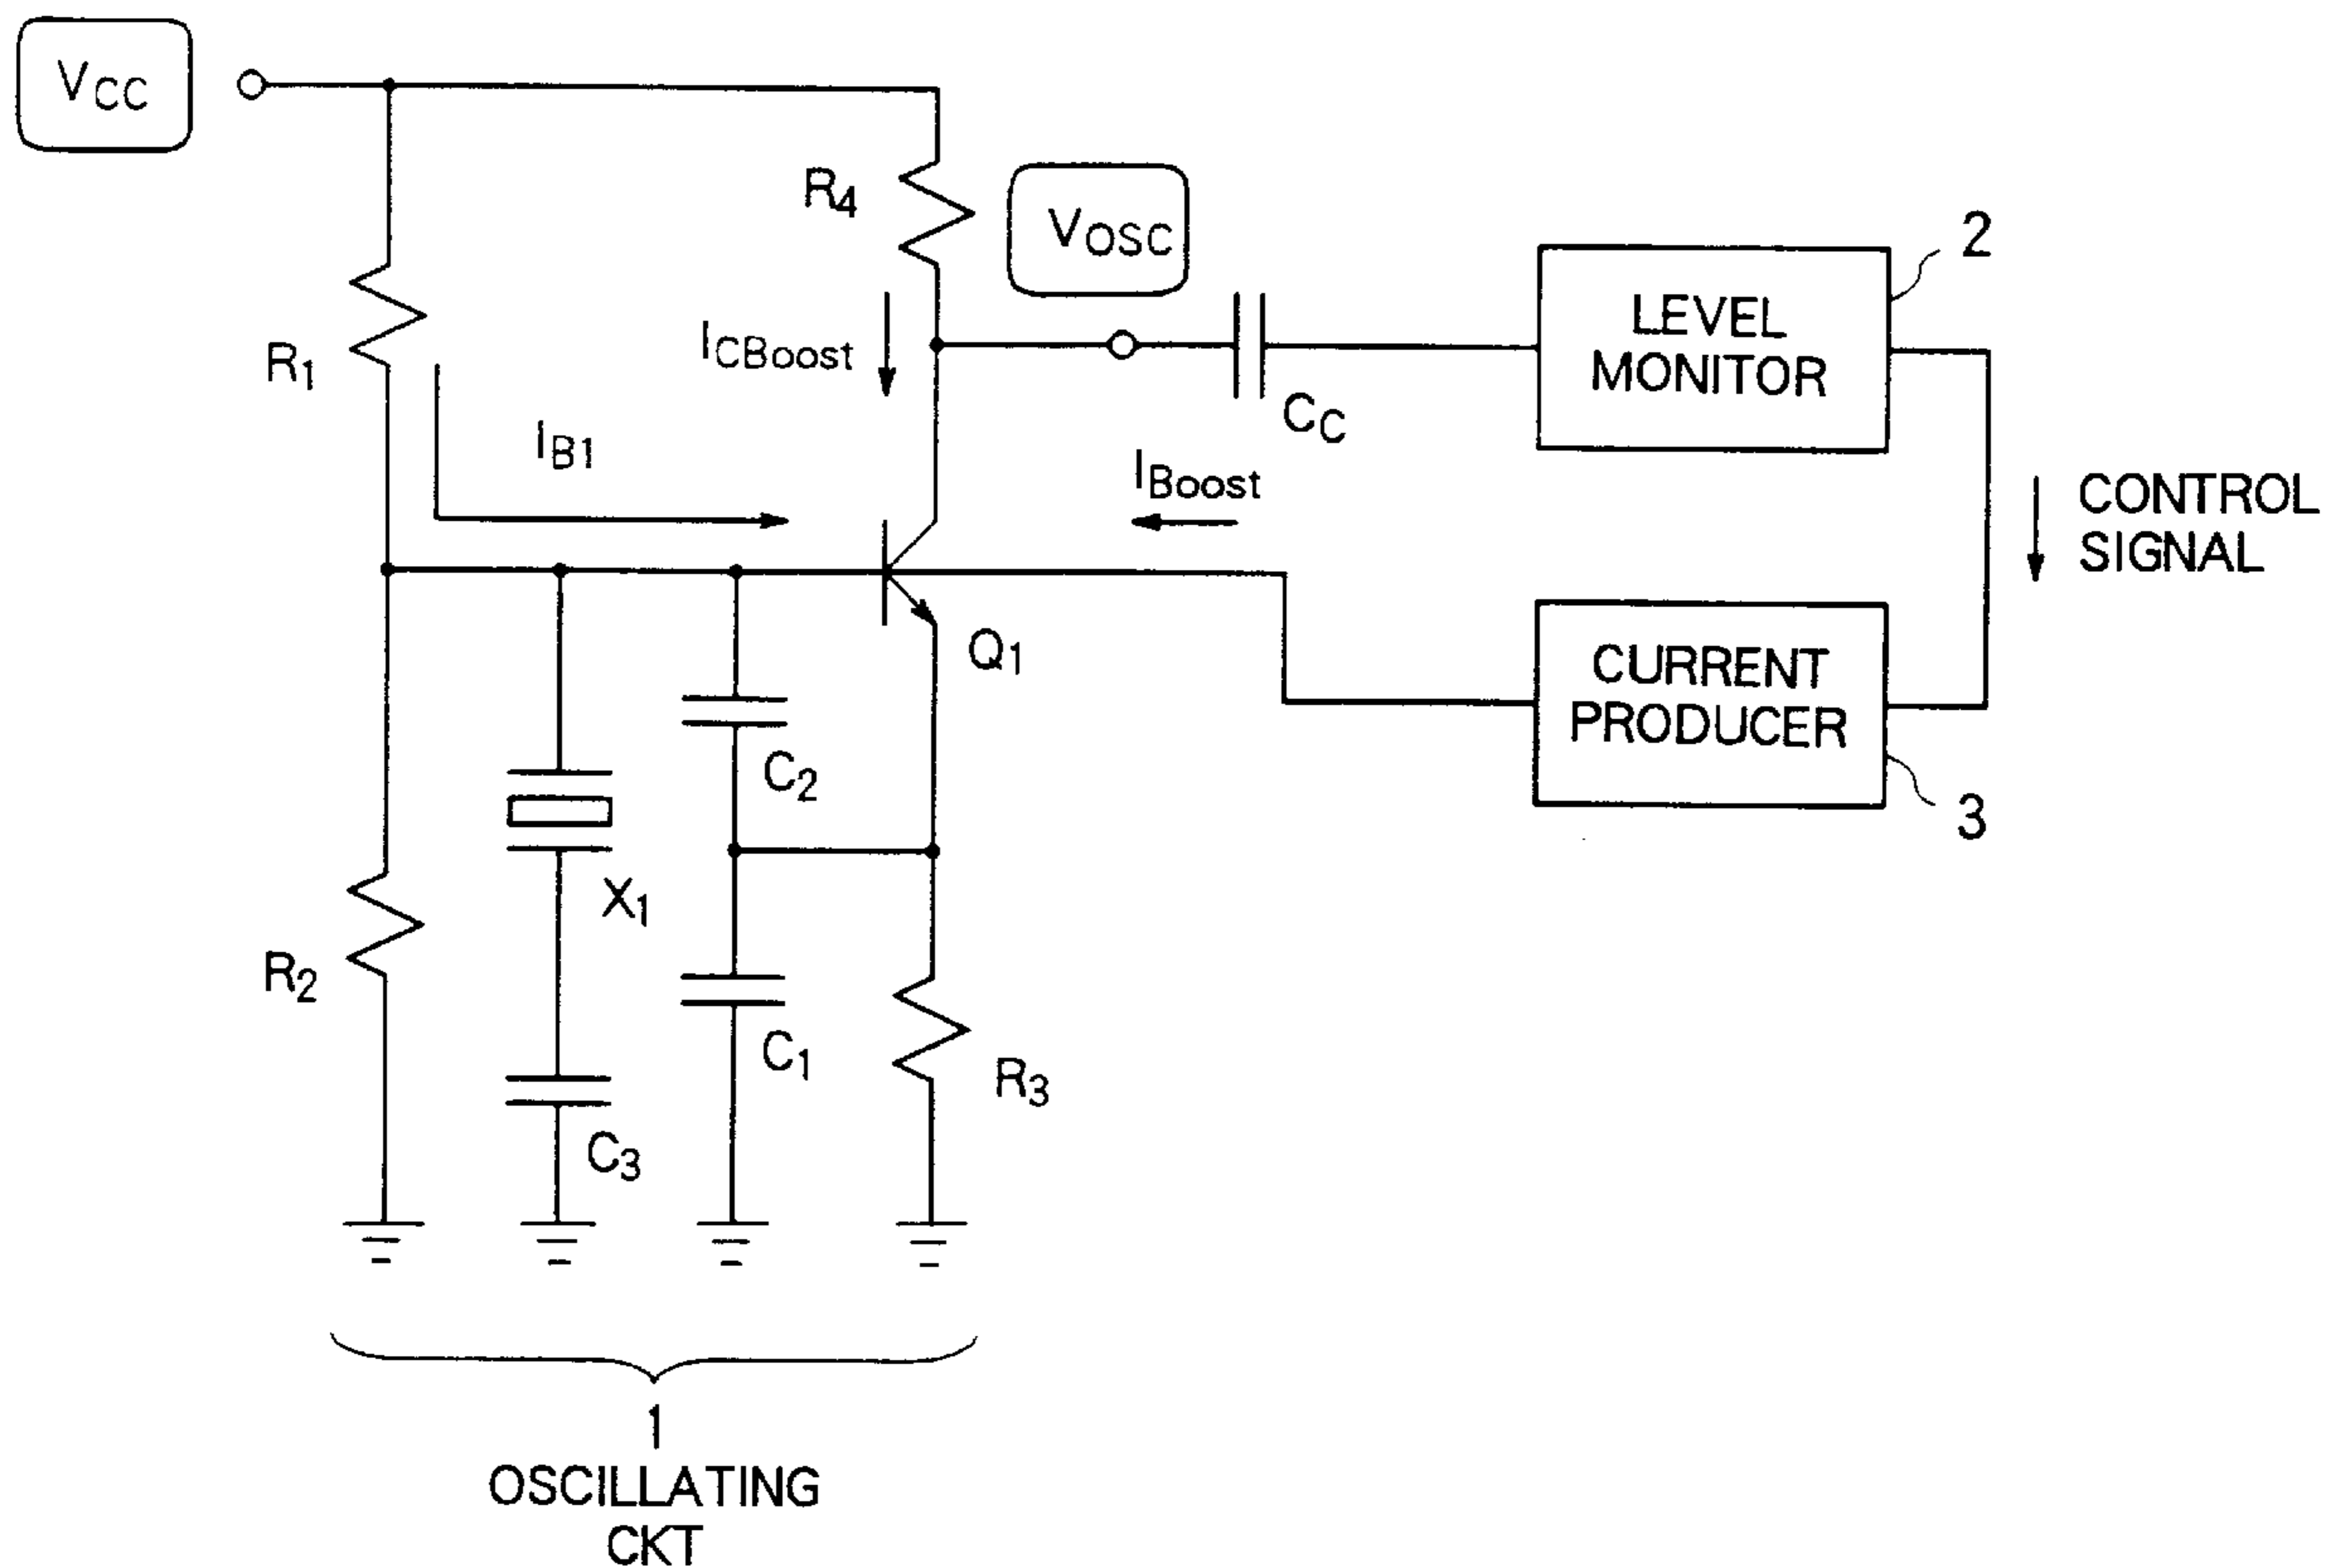 VCC
R4
VOSC
2
LEVEL
MONITOR
ICBoost
R1
CC
IB1
IBoost
CONTROL
SIGNAL
Q1
CURRENT
PRODUCER
C2
3
X1
R2
C1
R3
C3
1
OSCILLATING
CKT